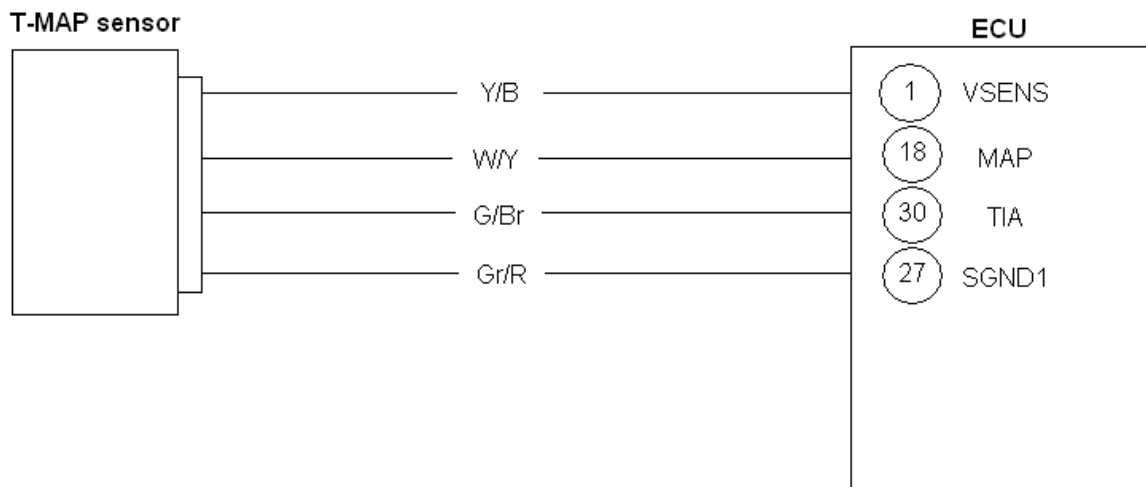 T-MAP sensor
ECU
Y/B 1 VSENS
W/Y 18 MAP
G/Br 30 TIA
Gr/R 27 SGND1